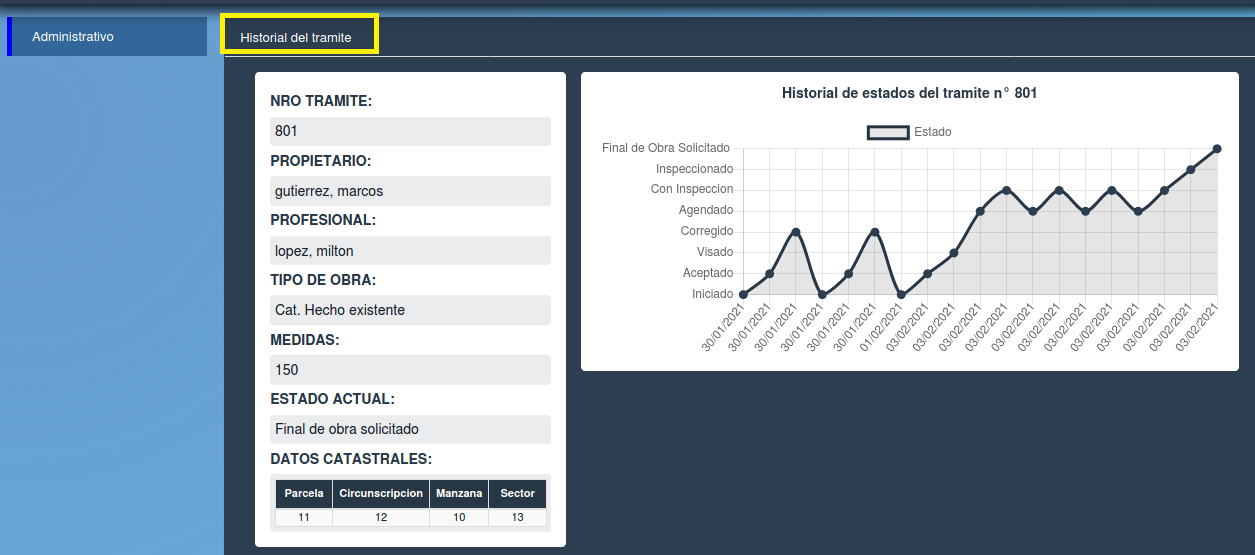 Administrativo
Historial del tramite
NRO TRAMITE:
801
PROPIETARIO:
gutierrez, marcos
PROFESIONAL:
lopez, milton
TIPO DE OBRA:
Cat. Hecho existente
MEDIDAS:
150
ESTADO ACTUAL:
Final de obra solicitado
DATOS CATASTRALES:
Parcela Circunscripcion Manzana Sector
11 12 10 13
Historial de estados del tramite n° 801
Estado
Final de Obra Solicitado
Inspeccionado
Con Inspeccion
Agendado
Corregido
Visado
Aceptado
Iniciado
30/01/2021
30/01/2021
30/01/2021
30/01/2021
30/01/2021
30/01/2021
01/02/2021
03/02/2021
03/02/2021
03/02/2021
03/02/2021
03/02/2021
03/02/2021
03/02/2021
03/02/2021
03/02/2021
03/02/2021
03/02/2021
03/02/2021